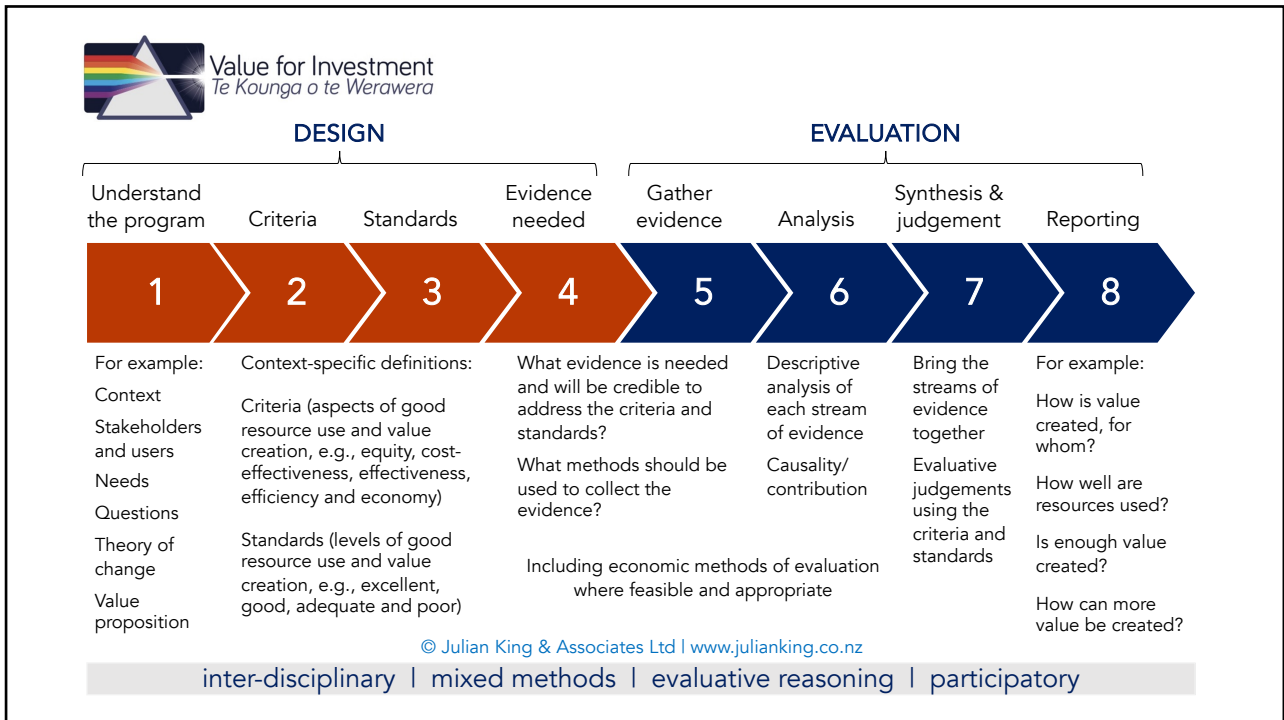 Value for Investment
Te Kounga o te Werawera
DESIGN
EVALUATION
Understand
the program
Criteria
Standards
Evidence
needed
Gather
evidence
Analysis
Synthesis &
judgement
Reporting
1
2
3
4
5
6
7
8
For example:
Context
Stakeholders
and users
Needs
Questions
Theory of
change
Value
proposition
Context-specific definitions:
Criteria (aspects of good
resource use and value
creation, e.g., equity, cost-
effectiveness, effectiveness,
efficiency and economy)
Standards (levels of good
resource use and value
creation, e.g., excellent,
good, adequate and poor)
What evidence is needed
and will be credible to
address the criteria and
standards?
What methods should be
used to collect the
evidence?
Descriptive
analysis of
each stream
of evidence
Causality/
contribution
Including economic methods of evaluation
where feasible and appropriate
Bring the
streams of
evidence
together
Evaluative
judgements
using the
criteria and
standards
For example:
How is value
created, for
whom?
How well are
resources used?
Is enough value
created?
How can more
value be created?
© Julian King & Associates Ltd | www.julianking.co.nz
inter-disciplinary | mixed methods | evaluative reasoning | participatory